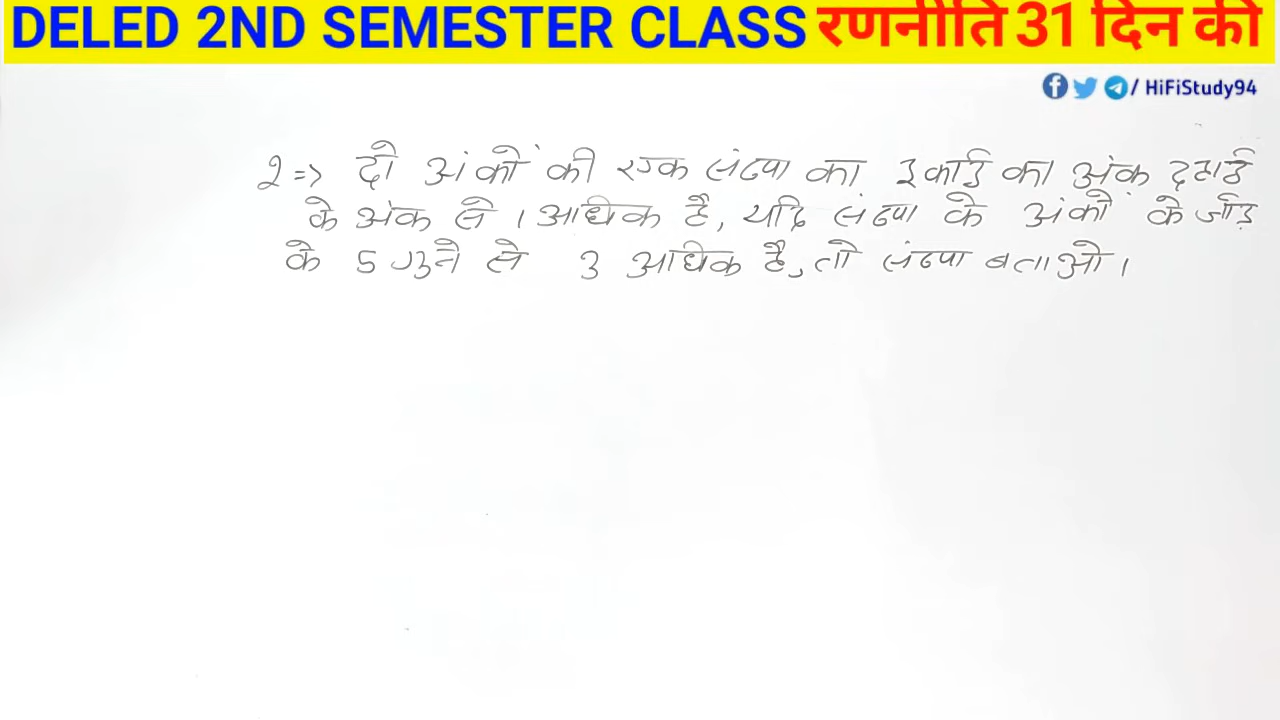 DELED 2ND SEMESTER CLASS रणनीति 31 दिन की
/ HiFiStudy94
2=> दो अंकों की एक संख्या का इकाई का अंक दहाई
के अंक से 1 अधिक है, यदि संख्या के अंकों के जोड़
के 5 गुने से 3 अधिक है, तो संख्या बताओ।